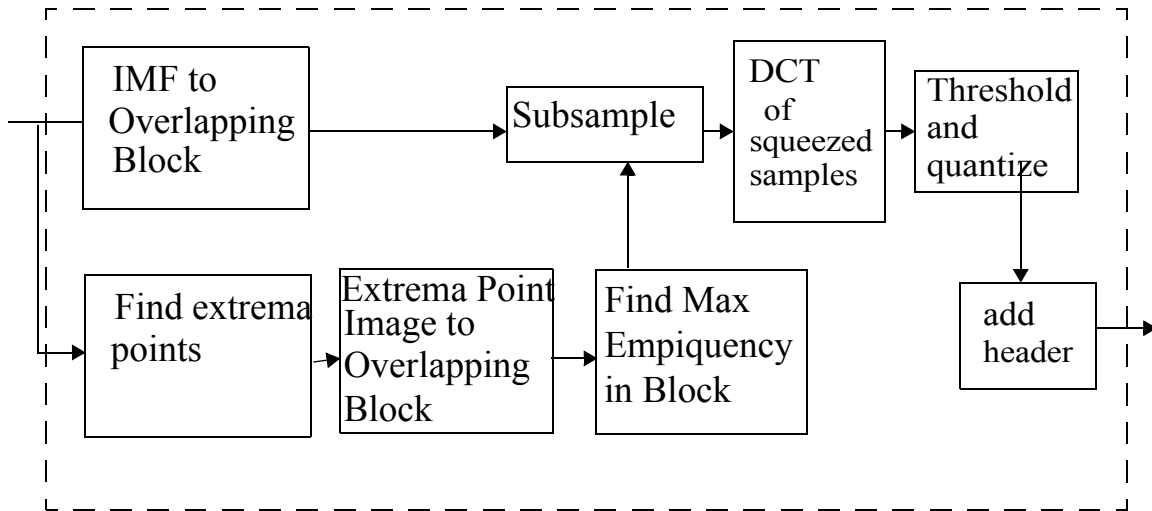 IMF to
Overlapping
Block
Subsample
DCT
of
squeezed
samples
Threshold
and
quantize
Find extrema
points
Extrema Point
Image to
Overlapping
Block
Find Max
Empiquency
in Block
add
header